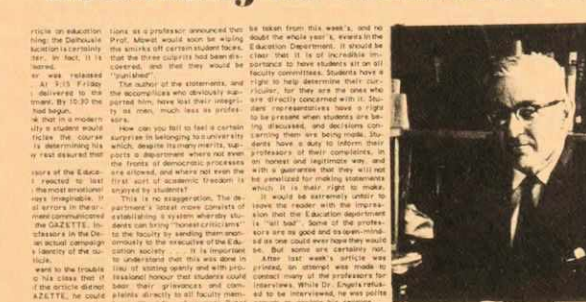 rticle on education
hing: the Dalhousie
ducation is certainly
ter. In fact, it is
leared.
er was released
. At 9:15 Friday
delivered to the
tment. By 10:30 the
had begun.
nk that in a modern
ulty a student would
ticize the course
is determining his
ay rest assured that
ssors of the Educa-
reacted to last
the most emotional
ways imaginable. If
al errors in the ar-
ment communicated
the GAZETTE. In-
ofessors in the De-
an actual campaign
e identity of the au-
ticle.
went to the trouble
o his class that if
f the article did not
AZETTE, he could
tions as a professor announced that
Prof. Mowat would soon be wiping
the smirks off certain student faces,
that the three culprits had been dis-
covered, and that they would be
"punished".
The author of the statements, and
the accomplices who obviously sup-
ported him, have lost their integri-
ty as men, much less as profes-
sors.
How can you fail to feel a certain
surprise in belonging to a university
which, despite its many merits, sup-
ports a department where not even
the fronts of democratic processes
are allowed, and where not even the
first sort of academic freedom is
enjoyed by students?
This is no exaggeration. The de-
partment's latest move consists of
establishing a system whereby stu-
dents can bring "honest criticisms"
to the faculty by sending them anon-
ymously to the executive of the Edu-
cation society . . . It is important
to understand that this was done in
lieu of stating openly and with pro-
fessional honour that students could
bear their grievances and com-
plaints directly to all faculty mem-
be taken from this week's, and no
doubt the whole year's, events in the
Education Department, it should be
clear that it is of incredible im-
portance to have students sit on all
faculty committees. Students have a
right to help determine their cur-
riculum, for they are the ones who
are directly concerned with it. Stu-
dent representatives have a right
to be present when students are be-
ing discussed, and decisions con-
cerning them are being made. Stu-
dents have a duty to inform their
professors of their complaints, in
an honest and legitimate way, and
with a guarantee that they will not
be penalized for making statements
which it is their right to make.
It would be extremely unfair to
leave the reader with the impres-
sion that the Education department
is "all bad". Some of the profes-
sors are as good and as open-mind-
ed as one could ever hope they would
be. But some are certainly not.
After last week's article was
printed, an attempt was made to
contact many of the professors for
interviews. While Dr. Engels refus-
ed to be interviewed, he was polite